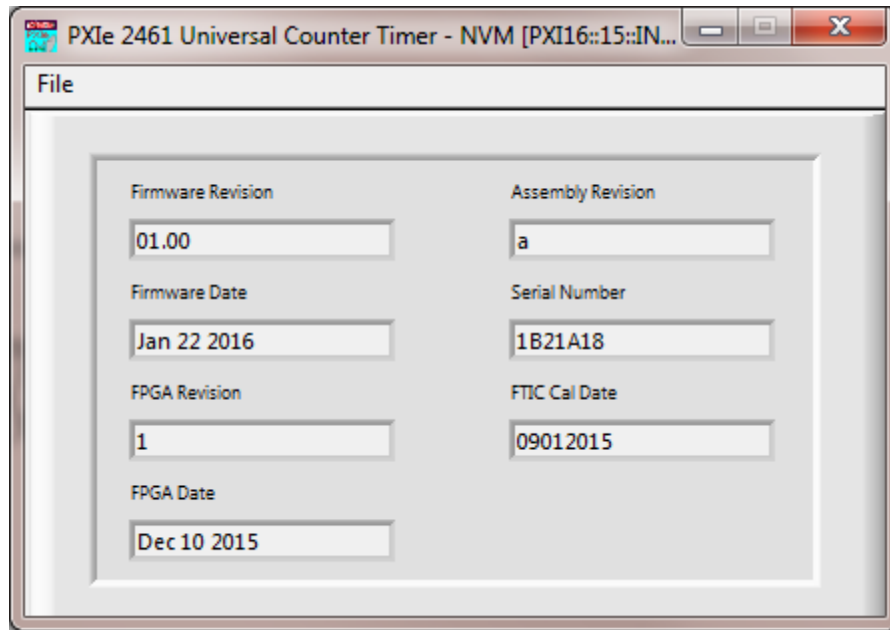 PXIe 2461 Universal Counter Timer - NVM [PXI16::15::IN...
File
Firmware Revision
Assembly Revision
01.00
a
Firmware Date
Serial Number
Jan 22 2016
1B21A18
FPGA Revision
FTIC Cal Date
1
09012015
FPGA Date
Dec 10 2015